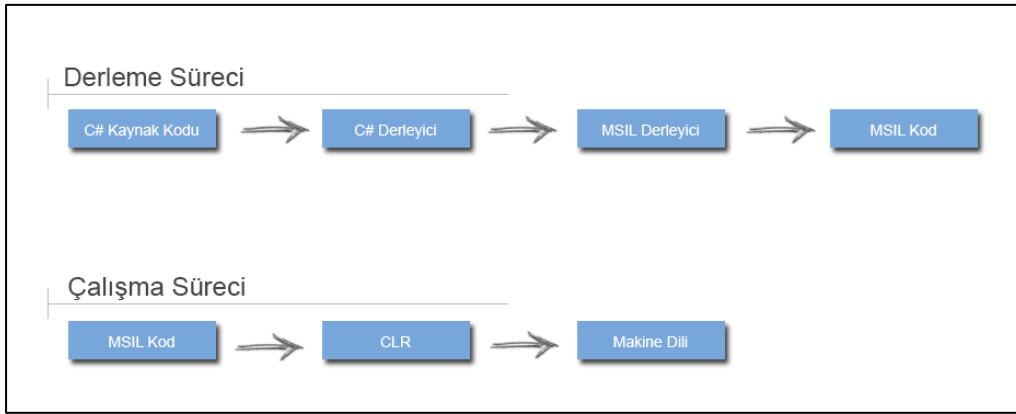 Derleme Süreci
C# Kaynak Kodu
C# Derleyici
MSIL Derleyici
MSIL Kod
Çalışma Süreci
MSIL Kod
CLR
Makine Dili